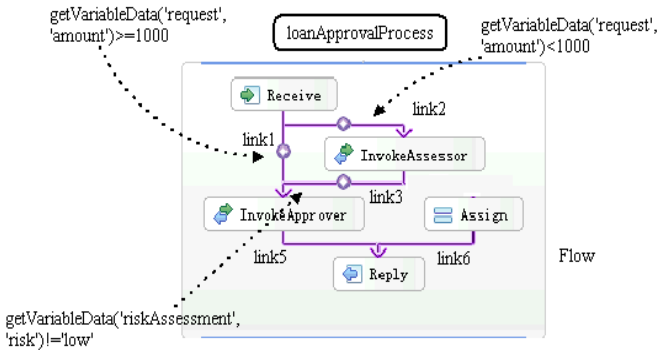 getVariableData('request',
'amount')>=1000
loanApprovalProcess
getVariableData('request',
'amount')<1000
Receive
link2
link1
InvokeAssessor
link3
InvokeApprover
Assign
link5
link6
Flow
Reply
getVariableData('riskAssessment',
'risk')!='low'